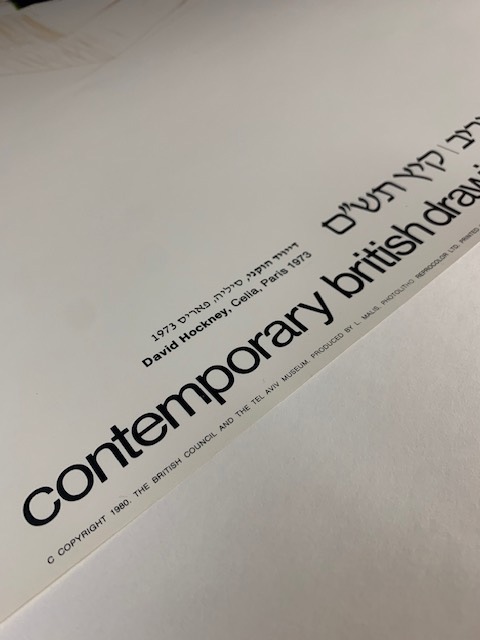 קיץ תש״ם
דייויד הוקני, סיליה, פאריס 1973
David Hockney, Celia, Paris 1973
contemporary british
C COPYRIGHT 1980. THE BRITISH COUNCIL AND THE TEL AVIV MUSEUM. PRODUCED BY L. MALIS. PHOTOLITHO. REPROCOLOR LTD. PRINTED